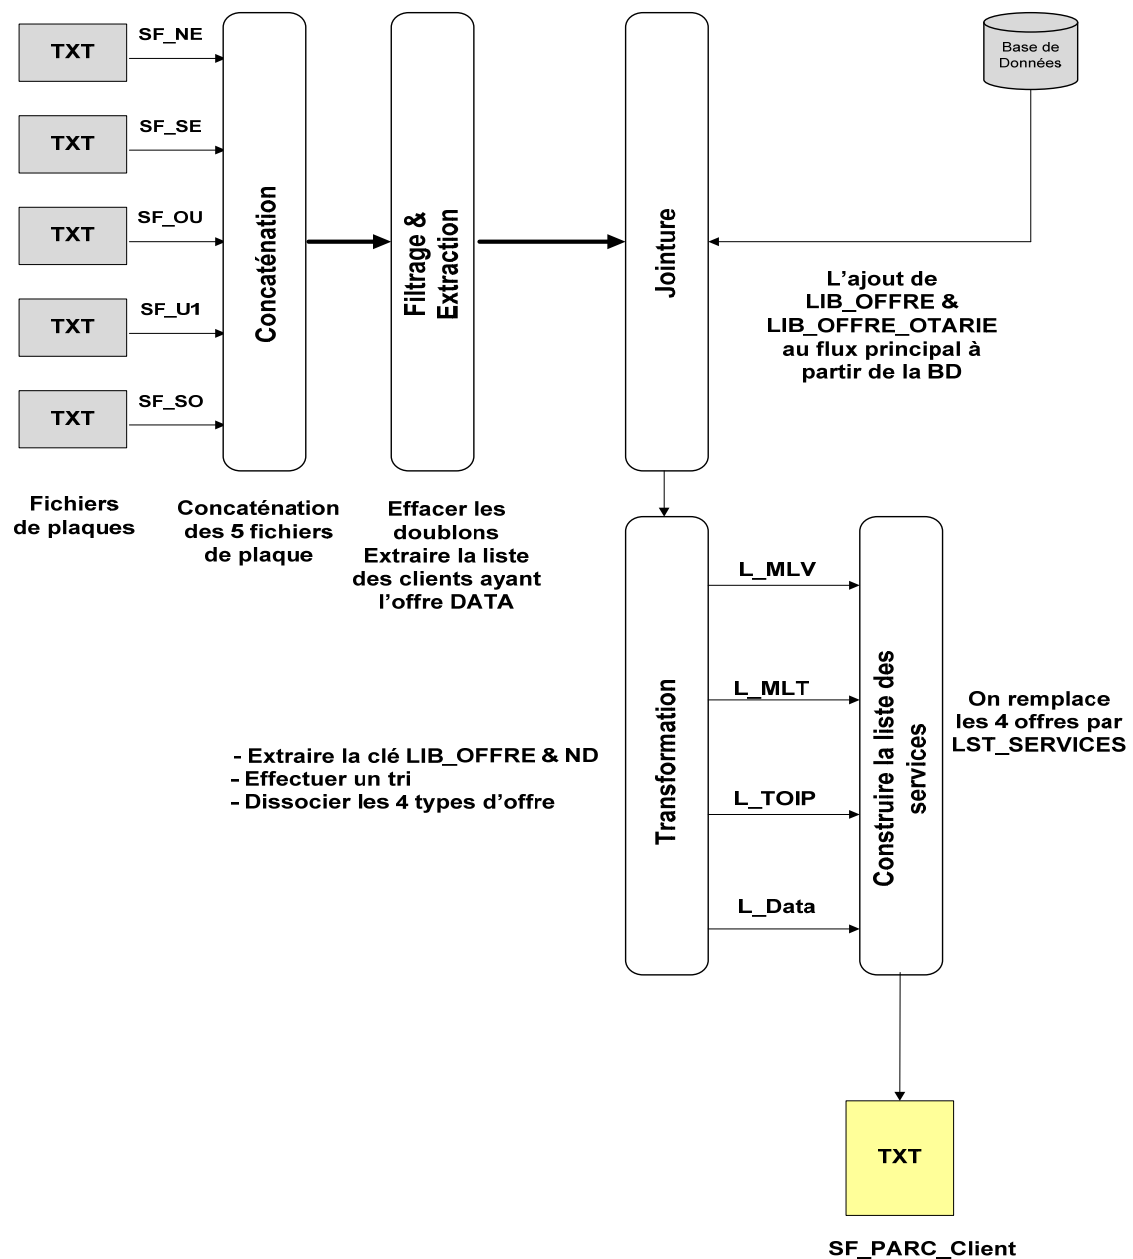 TXT
SF_NE
TXT
SF_SE
TXT
SF_OU
TXT
SF_U1
TXT
SF_SO
Fichiers
de plaques
Concaténation
Concaténation
des 5 fichiers
de plaque
Filtrage &
Extraction
Effacer les
doublons
Extraire la liste
des clients ayant
l'offre DATA
Jointure
Base de
Données
L'ajout de
LIB_OFFRE &
LIB_OFFRE_OTARIE
au flux principal à
partir de la BD
- Extraire la clé LIB_OFFRE & ND
- Effectuer un tri
- Dissocier les 4 types d'offre
Transformation
L_MLV
L_MLT
L_TOIP
L_Data
Construire la liste des
services
On remplace
les 4 offres par
LST_SERVICES
TXT
SF_PARC_Client